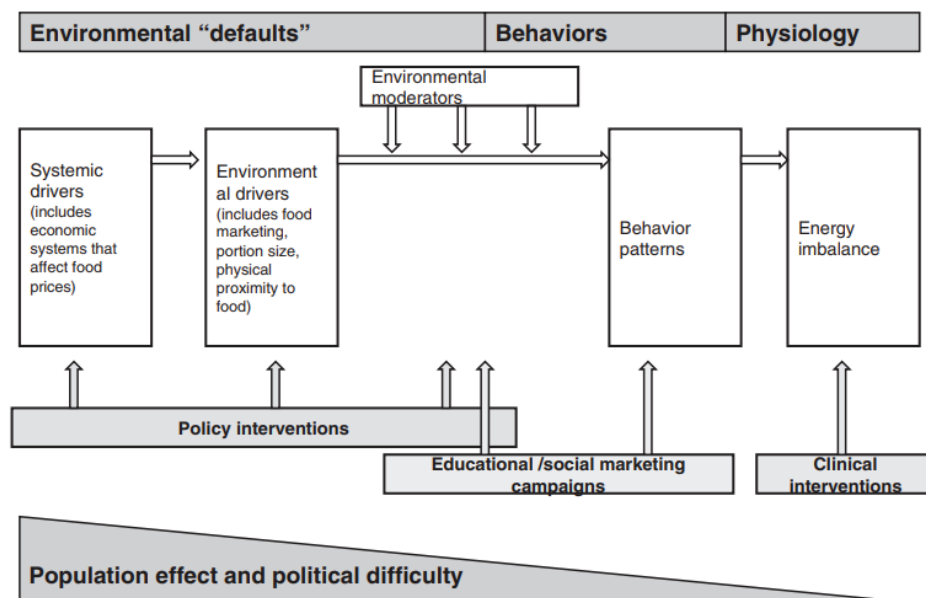 Environmental “defaults”
Behaviors
Physiology
Environmental
moderators
Systemic
drivers
(includes
economic
systems that
affect food
prices)
Environment
al drivers
(includes food
marketing,
portion size,
physical
proximity to
food)
Behavior
patterns
Energy
imbalance
Policy interventions
Educational /social marketing
campaigns
Clinical
interventions
Population effect and political difficulty